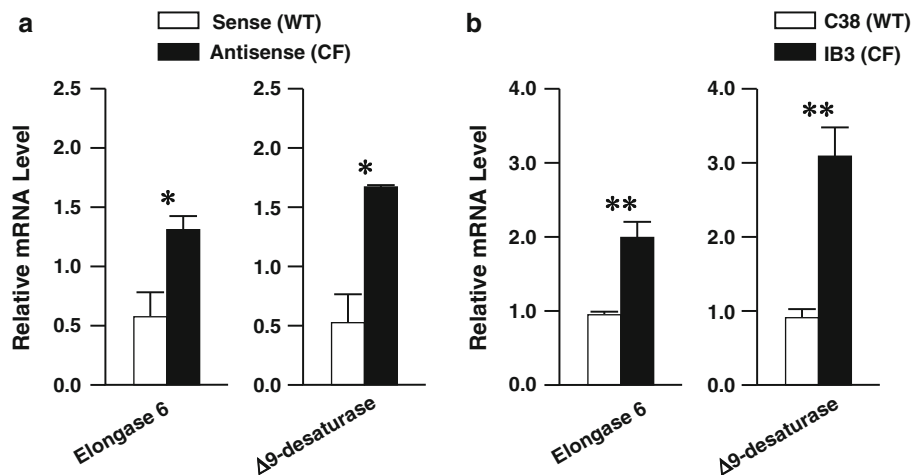 a
Sense (WT)
Antisense (CF)
Relative mRNA Level
2.5
2.0
1.5
1.0
0.5
0.0
*
Elongase 6
2.5
2.0
1.5
1.0
0.5
0.0
*
Δ9-desaturase
b
C38 (WT)
IB3 (CF)
Relative mRNA Level
4.0
3.0
2.0
1.0
0.0
**
Elongase 6
4.0
3.0
2.0
1.0
0.0
**
Δ9-desaturase